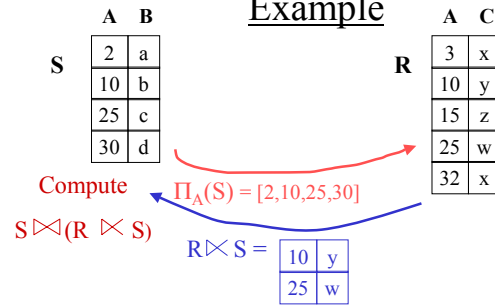 Example
A B
A C
S
R
2 a
10 b
25 c
30 d
3 x
10 y
15 z
25 w
32 x
Compute
S⋈(R ⋉ S)
Π_A(S) = [2,10,25,30]
R⋉S =
10 y
25 w